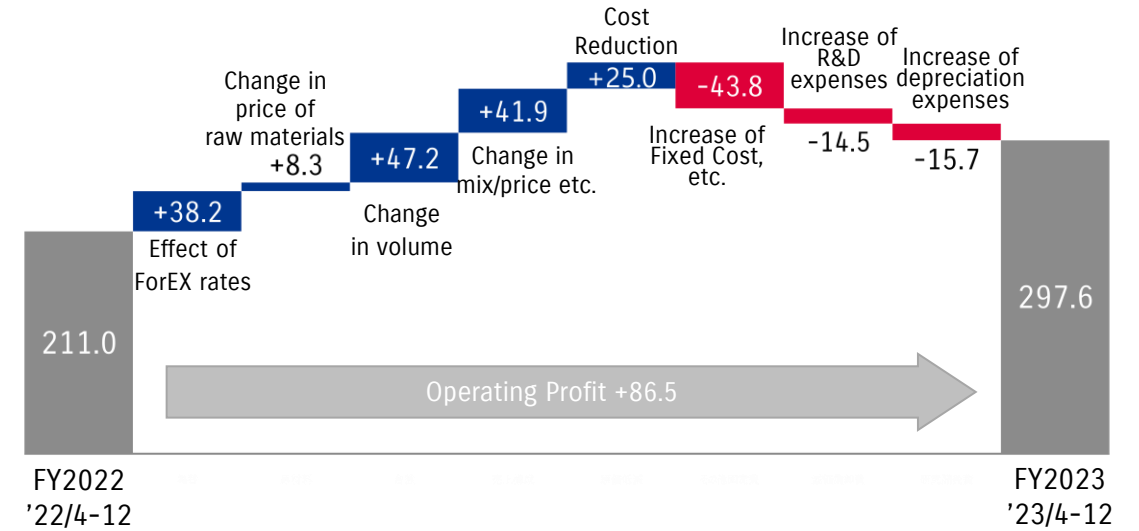 211.0
FY2022
'22/4-12
+38.2
Effect of
ForEX rates
Change in
price of
raw materials
+8.3
+47.2
Change
in volume
+41.9
Change in
mix/price etc.
Cost
Reduction
+25.0
-43.8
Increase of
Fixed Cost,
etc.
Increase of
R&D
expenses
-14.5
Increase of
depreciation
expenses
-15.7
297.6
FY2023
'23/4-12
Operating Profit +86.5